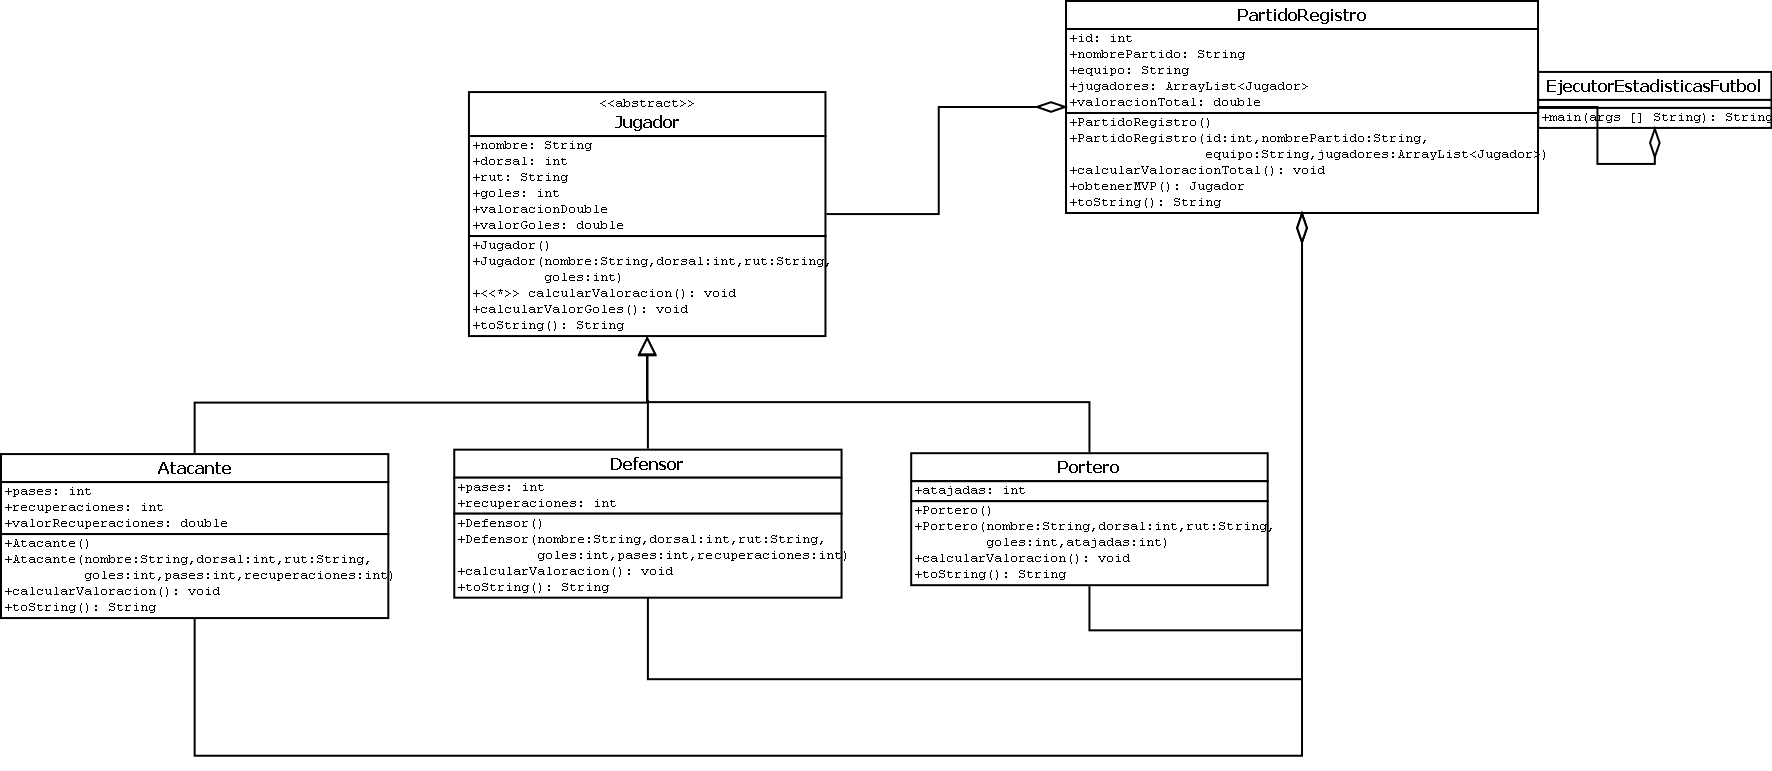 PartidoRegistro
+id: int
+nombrePartido: String
+equipo: String
+jugadores: ArrayList<Jugador>
+valoracionTotal: double
+PartidoRegistro()
+PartidoRegistro(id:int,nombrePartido:String,
equipo:String,jugadores:ArrayList<Jugador>)
+calcularValoracionTotal(): void
+obtenerMVP(): Jugador
+toString(): String
EjecutorEstadisticasFutbol
+main(args [] String): String
<<abstract>>
Jugador
+nombre: String
+dorsal: int
+rut: String
+goles: int
+valoracionDouble
+valorGoles: double
+Jugador()
+Jugador(nombre:String,dorsal:int,rut:String,
goles:int)
+<<*>> calcularValoracion(): void
+calcularValorGoles(): void
+toString(): String
Atacante
+pases: int
+recuperaciones: int
+valorRecuperaciones: double
+Atacante()
+Atacante(nombre:String,dorsal:int,rut:String,
goles:int,pases:int,recuperaciones:int)
+calcularValoracion(): void
+toString(): String
Defensor
+pases: int
+recuperaciones: int
+Defensor()
+Defensor(nombre:String,dorsal:int,rut:String,
goles:int,pases:int,recuperaciones:int)
+calcularValoracion(): void
+toString(): String
Portero
+atajadas: int
+Portero()
+Portero(nombre:String,dorsal:int,rut:String,
goles:int,atajadas:int)
+calcularValoracion(): void
+toString(): String